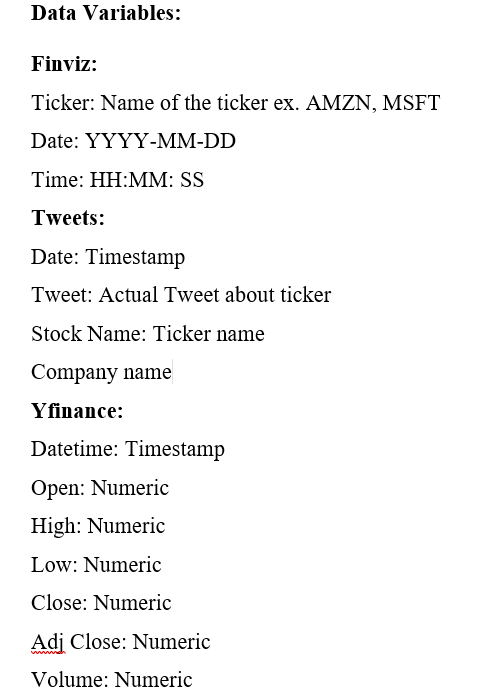 Data Variables:
Finviz:
Ticker: Name of the ticker ex. AMZN, MSFT
Date: YYYY-MM-DD
Time: HH:MM: SS
Tweets:
Date: Timestamp
Tweet: Actual Tweet about ticker
Stock Name: Ticker name
Company name
Yfinance:
Datetime: Timestamp
Open: Numeric
High: Numeric
Low: Numeric
Close: Numeric
Adj Close: Numeric
Volume: Numeric